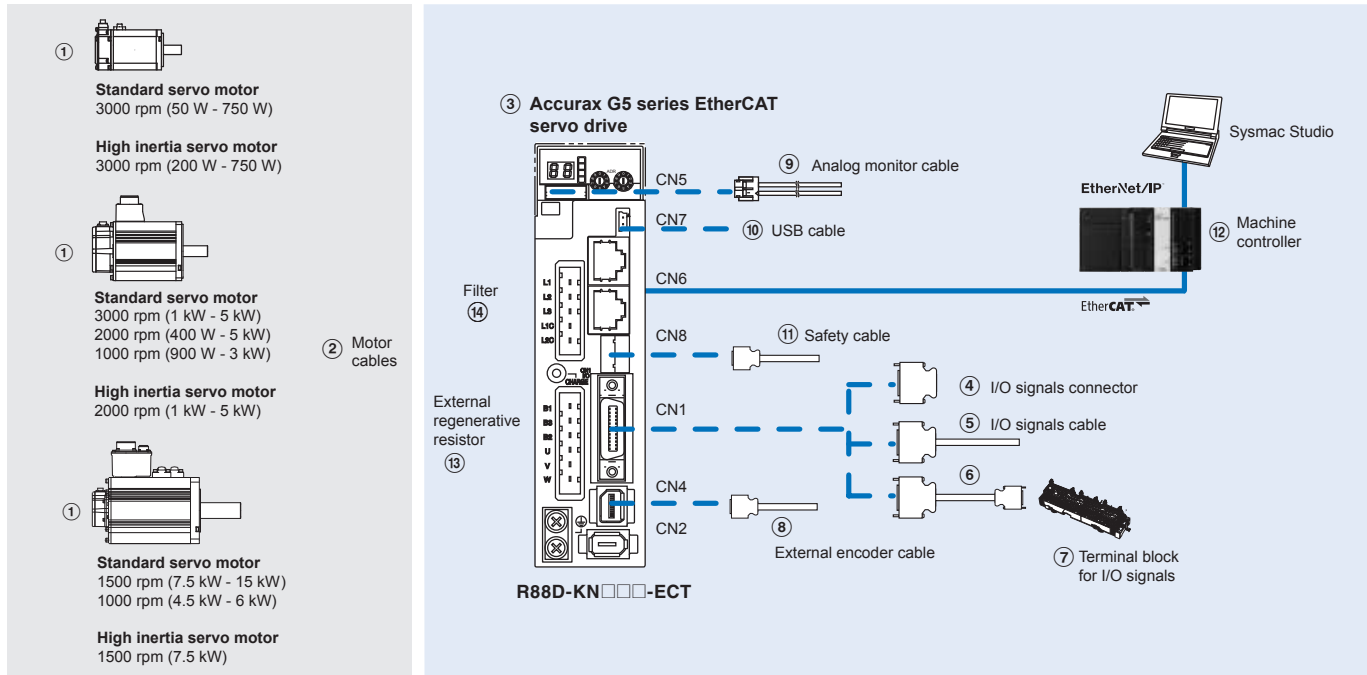 ①
Standard servo motor
3000 rpm (50 W - 750 W)
High inertia servo motor
3000 rpm (200 W - 750 W)
①
Standard servo motor
3000 rpm (1 kW - 5 kW)
2000 rpm (400 W - 5 kW)
1000 rpm (900 W - 3 kW)
High inertia servo motor
2000 rpm (1 kW - 5 kW)
①
Standard servo motor
1500 rpm (7.5 kW - 15 kW)
1000 rpm (4.5 kW - 6 kW)
High inertia servo motor
1500 rpm (7.5 kW)
② Motor
cables
③ Accurax G5 series EtherCAT
servo drive
ADR
CN5
⑨ Analog monitor cable
CN7
⑩ USB cable
CN6
Filter
⑭
L1
L2
L3
L1C
L2C
CN8
⑪ Safety cable
CN1
I/O
CHARGE
External
regenerative
resistor
⑬
B1
B3
B2
U
V
W
CN1
④ I/O signals connector
⑤ I/O signals cable
⑥
⑦ Terminal block
for I/O signals
CN4
⑧
External encoder cable
CN2
R88D-KN□□□-ECT
Sysmac Studio
EtherNet/IP
⑫ Machine
controller
EtherCAT